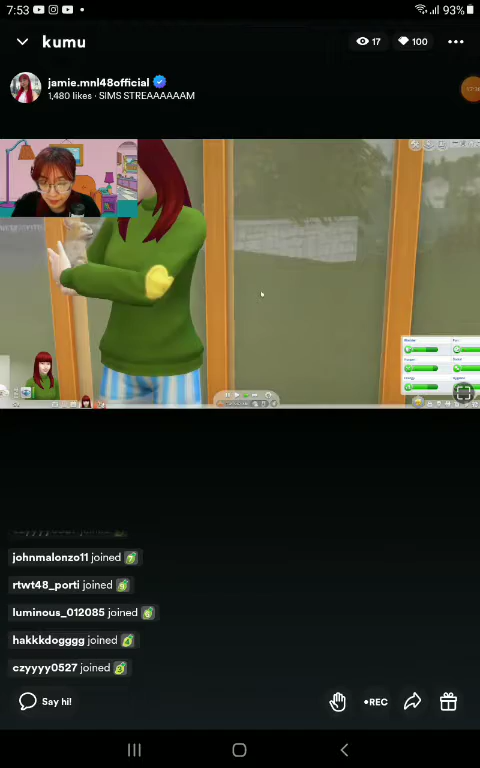 7:53
93%
kumu
17
100
jamie.mnl48official
1,480 likes · SIMS STREAAAAAAM
johnmalonzo11 joined
rtwt48_porti joined
luminous_012085 joined
hakkkdogggg joined
czyyyy0527 joined
Say hi!
•REC